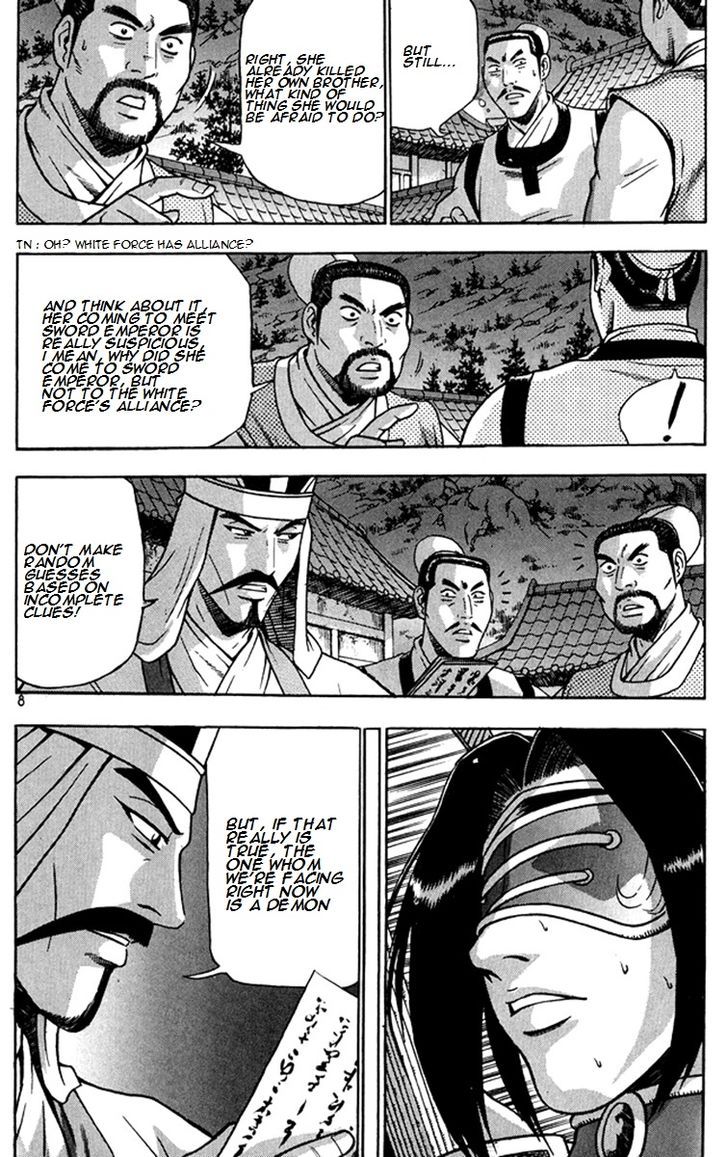 RIGHT, SHE
ALREADY KILLED
HER OWN BROTHER,
WHAT KIND OF
THING SHE WOULD
BE AFRAID TO DO?
BUT
STILL...
TN : OH? WHITE FORCE HAS ALLIANCE?
AND THINK ABOUT IT,
HER COMING TO MEET
SWORD EMPEROR IS
REALLY SUSPICIOUS,
I MEAN, WHY DID SHE
COME TO SWORD
EMPEROR, BUT
NOT TO THE WHITE
FORCE'S ALLIANCE?
!
DON'T MAKE
RANDOM
GUESSES
BASED ON
INCOMPLETE
CLUES!
8
BUT, IF THAT
REALLY IS
TRUE, THE
ONE WHOM
WE'RE FACING
RIGHT NOW
IS A DEMON